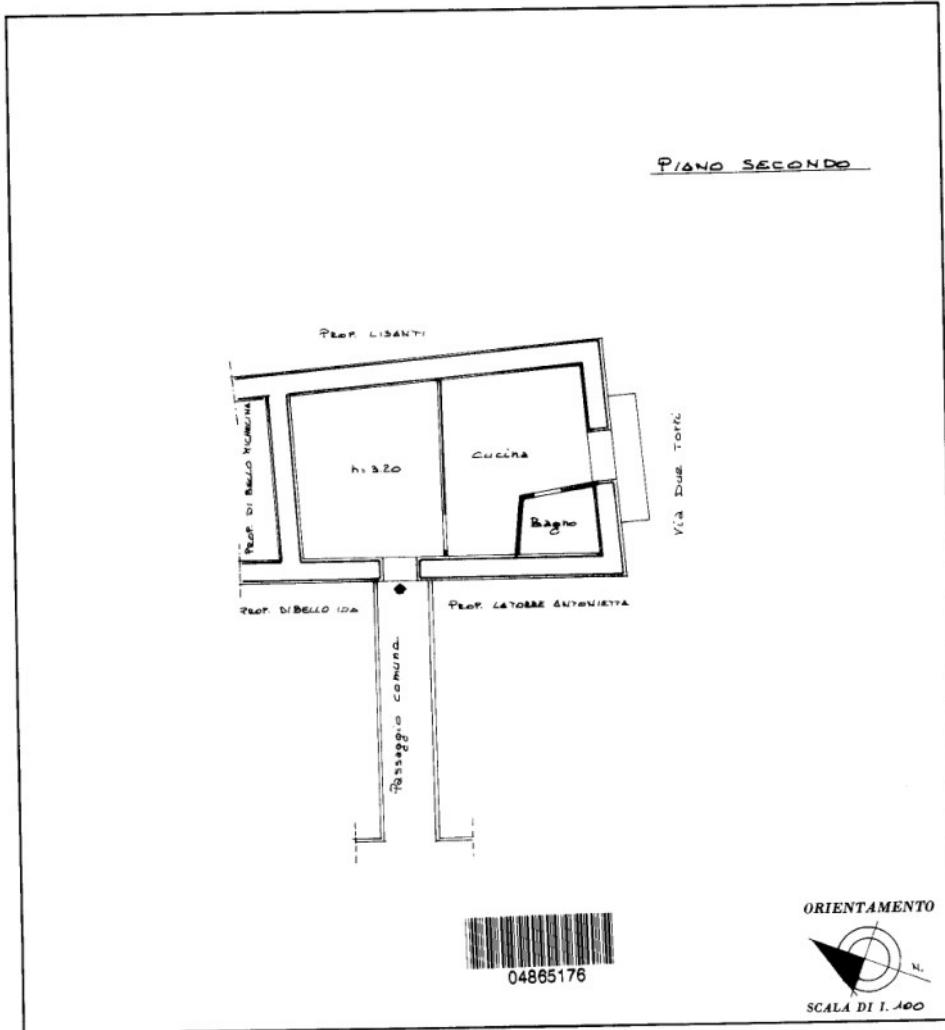 PIANO SECONDO
PROP. LISANTI
PROP. DI BELLO MICHELINA
h: 3.20
Cucina
Bagno
Via Due Torri
PROP. DI BELLO IDA
PROP. LATORRE ANTONIETTA
Passaggio comune
04865176
ORIENTAMENTO
N.
SCALA DI 1. 100